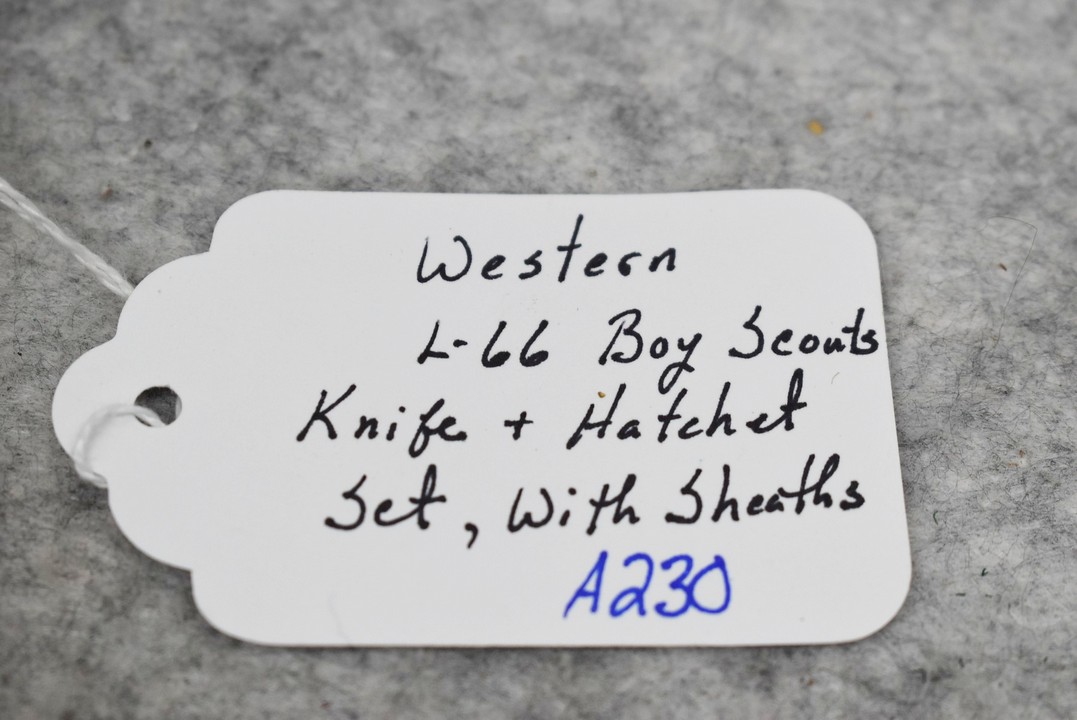 Western
L-66 Boy Scouts
Knife + Hatchet
Set, With Sheaths
A230